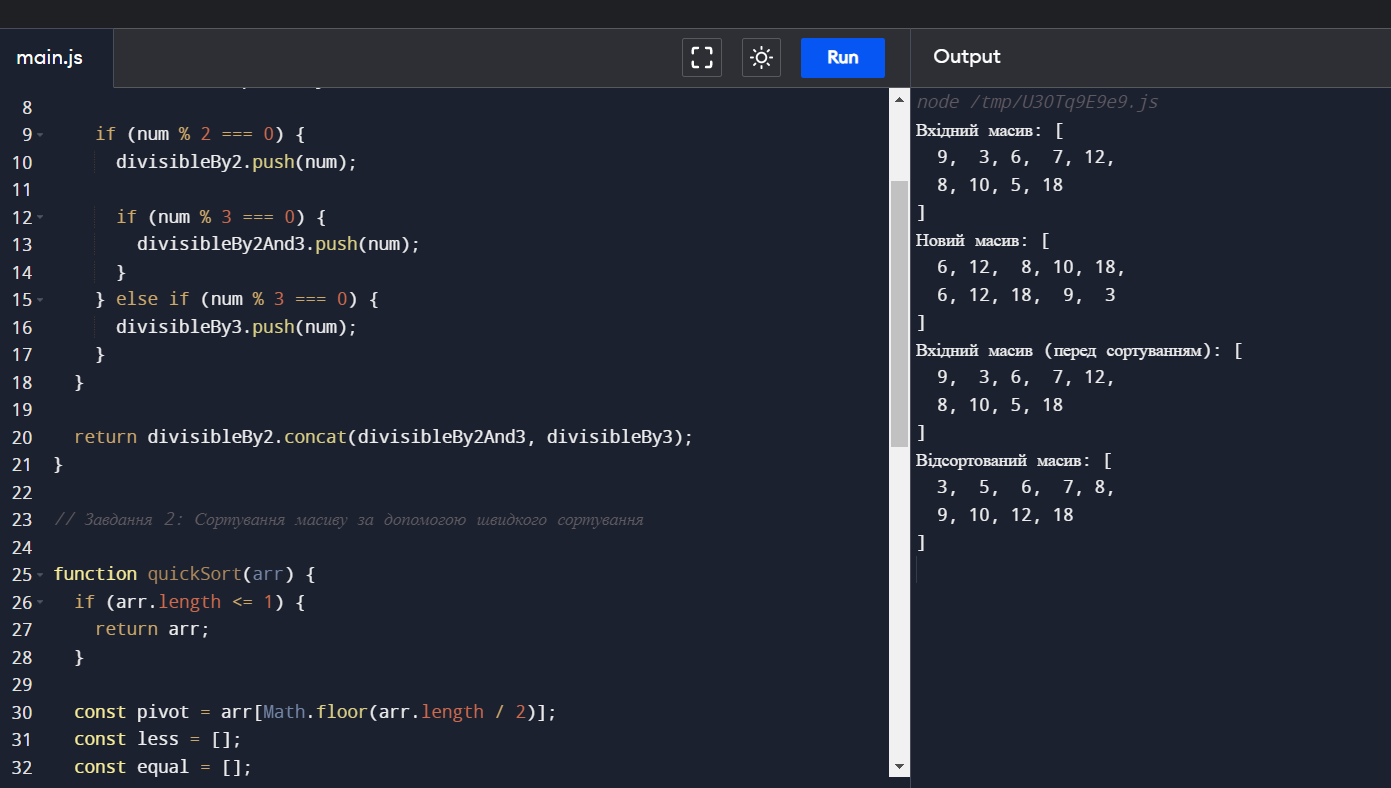 main.js
Run
Output
8
9 if (num % 2 === 0) {
10 divisibleBy2.push(num);
11
12 if (num % 3 === 0) {
13 divisibleBy2And3.push(num);
14 }
15 } else if (num % 3 === 0) {
16 divisibleBy3.push(num);
17 }
18 }
19
20 return divisibleBy2.concat(divisibleBy2And3, divisibleBy3);
21 }
22
23 // Завдання 2: Сортування масиву за допомогою швидкого сортування
24
25 function quickSort(arr) {
26 if (arr.length <= 1) {
27 return arr;
28 }
29
30 const pivot = arr[Math.floor(arr.length / 2)];
31 const less = [];
32 const equal = [];
node /tmp/U3OTq9E9e9.js
Вхідний масив: [
9, 3, 6, 7, 12,
8, 10, 5, 18
]
Новий масив: [
6, 12, 8, 10, 18,
6, 12, 18, 9, 3
]
Вхідний масив (перед сортуванням): [
9, 3, 6, 7, 12,
8, 10, 5, 18
]
Відсортований масив: [
3, 5, 6, 7, 8,
9, 10, 12, 18
]